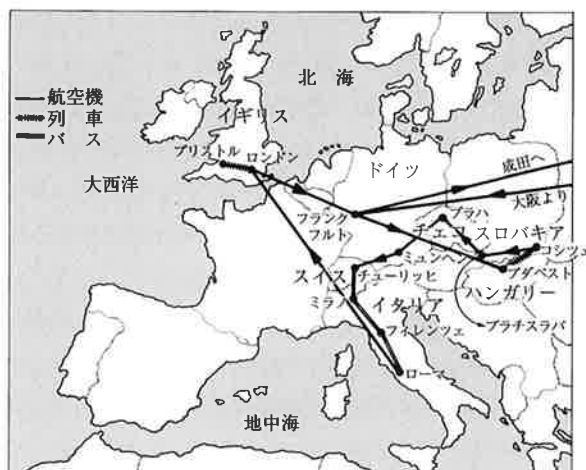 北海
航空機
列車
バス
イギリス
ブリストル
ロンドン
大西洋
ドイツ
成田へ
大阪より
フランク
フルト
プラハ
チェコ
スロバキア
コシツェ
ミュンヘン
ブダペスト
スイス
チューリッヒ
ハンガリー
ミラノ
イタリア
フィレンツェ
ブラチスラバ
ローマ
地中海